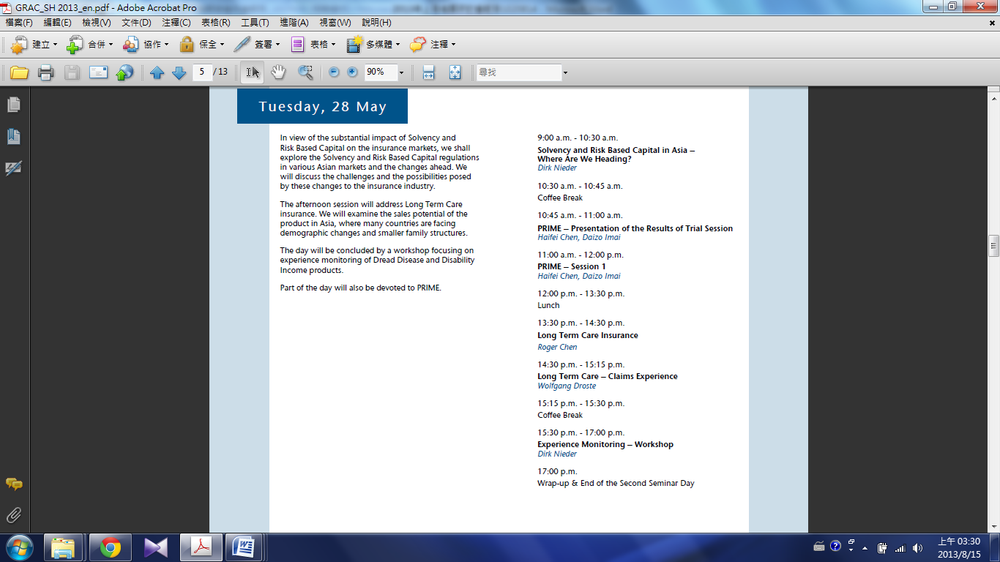 GRAC_SH 2013_en.pdf - Adobe Acrobat Pro
檔案(F) 編輯(E) 檢視(V) 文件(D) 注釋(C) 表格(R) 工具(T) 進階(A) 視窗(W) 說明(H)
建立 合併 協作 保全 簽署 表格 多媒體 注釋
5 / 13 90% 尋找
Tuesday, 28 May
In view of the substantial impact of Solvency and
Risk Based Capital on the insurance markets, we shall
explore the Solvency and Risk Based Capital regulations
in various Asian markets and the changes ahead. We
will discuss the challenges and the possibilities posed
by these changes to the insurance industry.
The afternoon session will address Long Term Care
insurance. We will examine the sales potential of the
product in Asia, where many countries are facing
demographic changes and smaller family structures.
The day will be concluded by a workshop focusing on
experience monitoring of Dread Disease and Disability
Income products.
Part of the day will also be devoted to PRIME.
9:00 a.m. - 10:30 a.m.
Solvency and Risk Based Capital in Asia –
Where Are We Heading?
Dirk Nieder
10:30 a.m. - 10:45 a.m.
Coffee Break
10:45 a.m. - 11:00 a.m.
PRIME – Presentation of the Results of Trial Session
Haifei Chen, Daizo Imai
11:00 a.m. - 12:00 p.m.
PRIME – Session 1
Haifei Chen, Daizo Imai
12:00 p.m. - 13:30 p.m.
Lunch
13:30 p.m. - 14:30 p.m.
Long Term Care Insurance
Roger Chen
14:30 p.m. - 15:15 p.m.
Long Term Care – Claims Experience
Wolfgang Droste
15:15 p.m. - 15:30 p.m.
Coffee Break
15:30 p.m. - 17:00 p.m.
Experience Monitoring – Workshop
Dirk Nieder
17:00 p.m.
Wrap-up & End of the Second Seminar Day
上午 03:30
2013/8/15